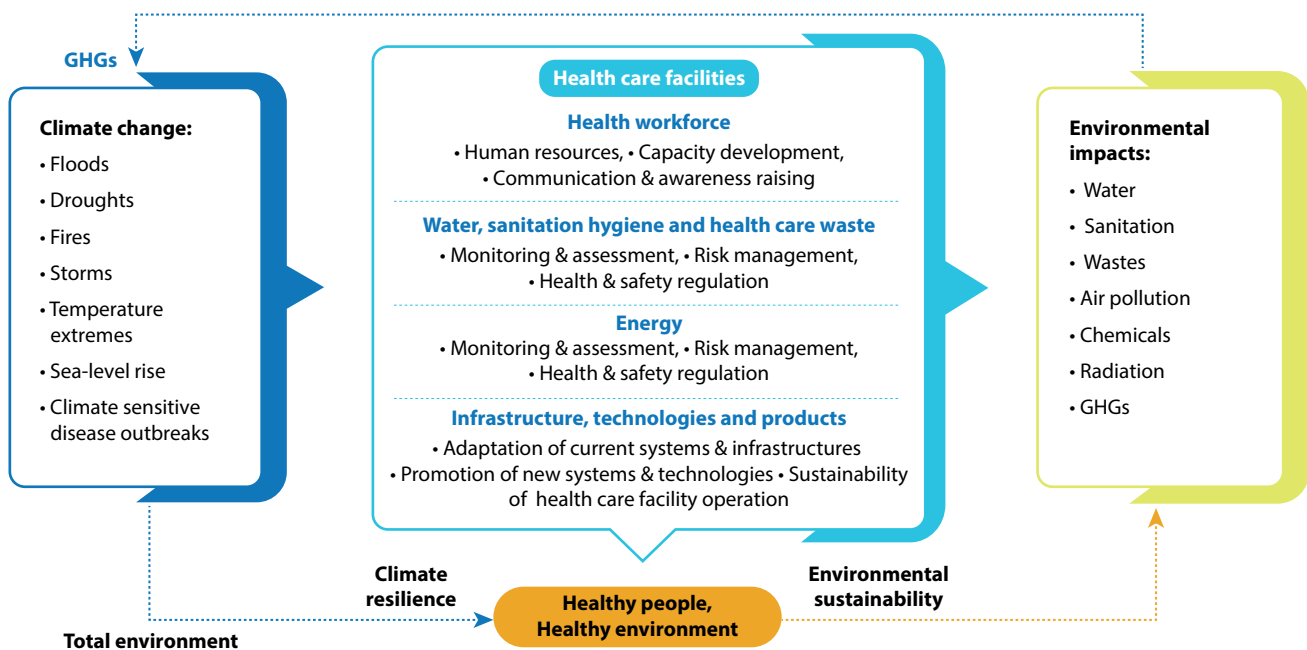 GHGs
Climate change:
• Floods
• Droughts
• Fires
• Storms
• Temperature
extremes
• Sea-level rise
• Climate sensitive
disease outbreaks
Health care facilities
Health workforce
• Human resources, • Capacity development,
• Communication & awareness raising
Water, sanitation hygiene and health care waste
• Monitoring & assessment, • Risk management,
• Health & safety regulation
Energy
• Monitoring & assessment, • Risk management,
• Health & safety regulation
Infrastructure, technologies and products
• Adaptation of current systems & infrastructures
• Promotion of new systems & technologies • Sustainability
of health care facility operation
Environmental
impacts:
• Water
• Sanitation
• Wastes
• Air pollution
• Chemicals
• Radiation
• GHGs
Climate
resilience
Healthy people,
Healthy environment
Environmental
sustainability
Total environment